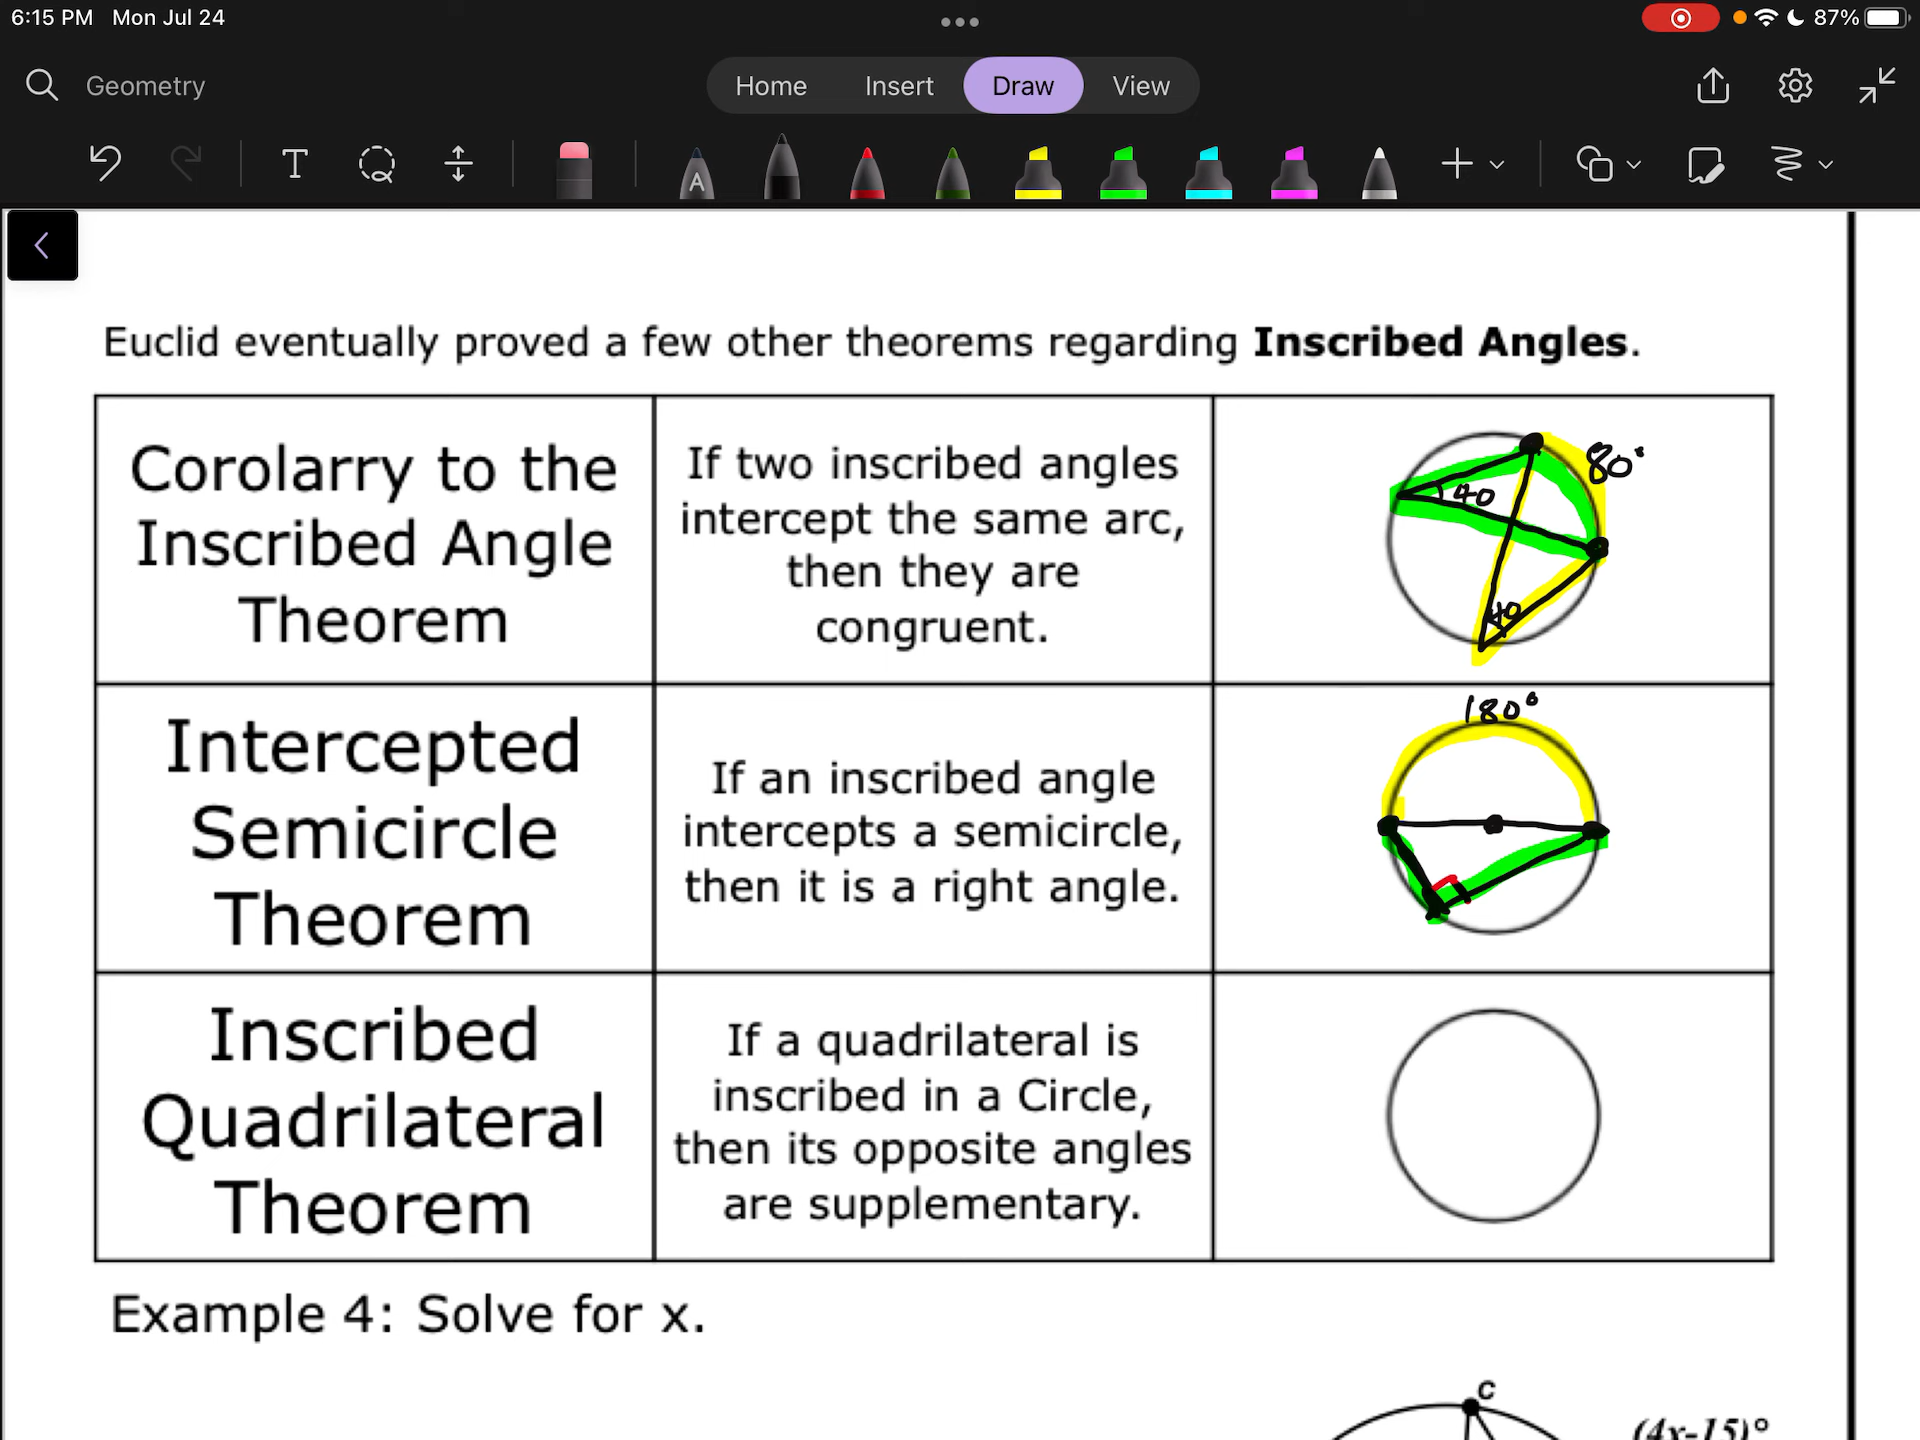 6:15 PM Mon Jul 24
87%
Geometry
Home Insert Draw View
T
A
Euclid eventually proved a few other theorems regarding Inscribed Angles.
Corolarry to the
Inscribed Angle
Theorem
If two inscribed angles
intercept the same arc,
then they are
congruent.
80°
40
40
Intercepted
Semicircle
Theorem
If an inscribed angle
intercepts a semicircle,
then it is a right angle.
180°
Inscribed
Quadrilateral
Theorem
If a quadrilateral is
inscribed in a Circle,
then its opposite angles
are supplementary.
Example 4: Solve for x.
C
(4x-15)°